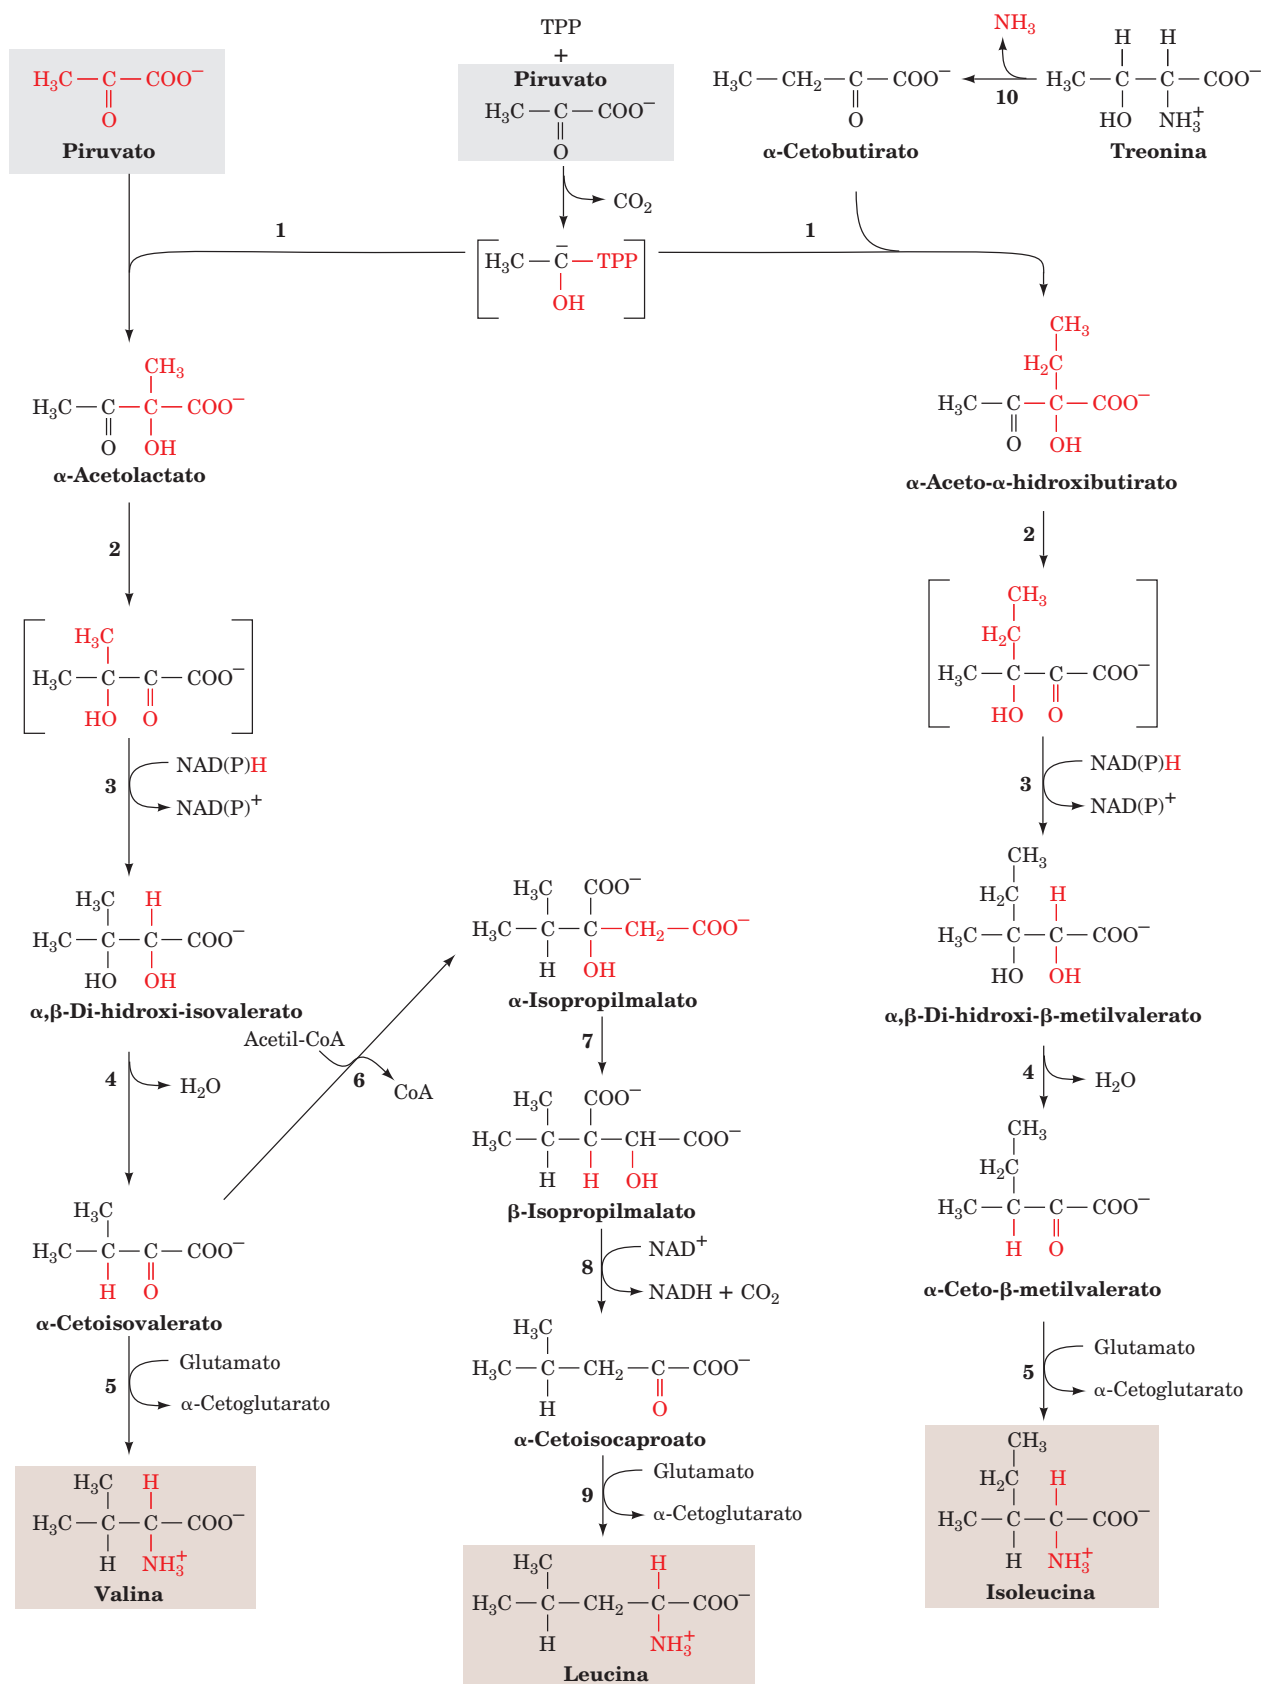 TPP
+
Piruvato
H₃C—C—COO⁻
O
CO₂
H₃C—C—COO⁻
O
Piruvato
NH₃
H₃C—CH₂—C—COO⁻
O
α-Cetobutirato
10
H H
H₃C—C—C—COO⁻
HO NH₃⁺
Treonina
1
H₃C—C̄—TPP
OH
1
CH₃
H₃C—C—C—COO⁻
O OH
α-Acetolactato
2
H₃C
H₃C—C—C—COO⁻
HO O
3
NAD(P)H
NAD(P)⁺
H₃C H
H₃C—C—C—COO⁻
HO OH
α,β-Di-hidroxi-isovalerato
4
H₂O
H₃C
H₃C—C—C—COO⁻
H O
α-Cetoisovalerato
5
Glutamato
α-Cetoglutarato
H₃C H
H₃C—C—C—COO⁻
H NH₃⁺
Valina
Acetil-CoA
6
CoA
H₃C COO⁻
H₃C—C—C—CH₂—COO⁻
H OH
α-Isopropilmalato
7
H₃C COO⁻
H₃C—C—C—CH—COO⁻
H H OH
β-Isopropilmalato
8
NAD⁺
NADH + CO₂
H₃C
H₃C—C—CH₂—C—COO⁻
H O
α-Cetoisocaproato
9
Glutamato
α-Cetoglutarato
H₃C H
H₃C—C—CH₂—C—COO⁻
H NH₃⁺
Leucina
CH₃
H₂C
H₃C—C—C—COO⁻
O OH
α-Aceto-α-hidroxibutirato
2
CH₃
H₂C
H₃C—C—C—COO⁻
HO O
3
NAD(P)H
NAD(P)⁺
CH₃
H₂C H
H₃C—C—C—COO⁻
HO OH
α,β-Di-hidroxi-β-metilvalerato
4
H₂O
CH₃
H₂C
H₃C—C—C—COO⁻
H O
α-Ceto-β-metilvalerato
5
Glutamato
α-Cetoglutarato
CH₃
H₂C H
H₃C—C—C—COO⁻
H NH₃⁺
Isoleucina